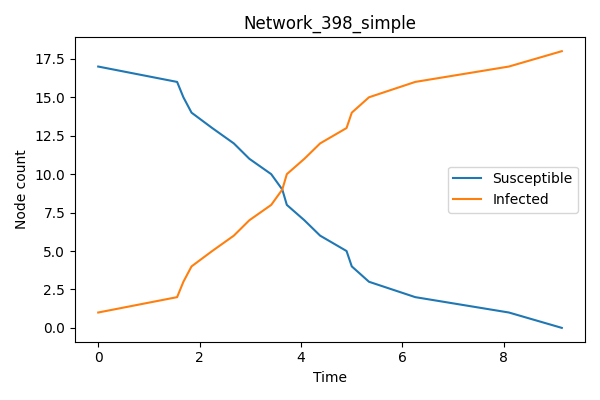 Network_398_simple
17.5
15.0
12.5
10.0
7.5
5.0
2.5
0.0
Node count
Susceptible
Infected
0 2 4 6 8
Time